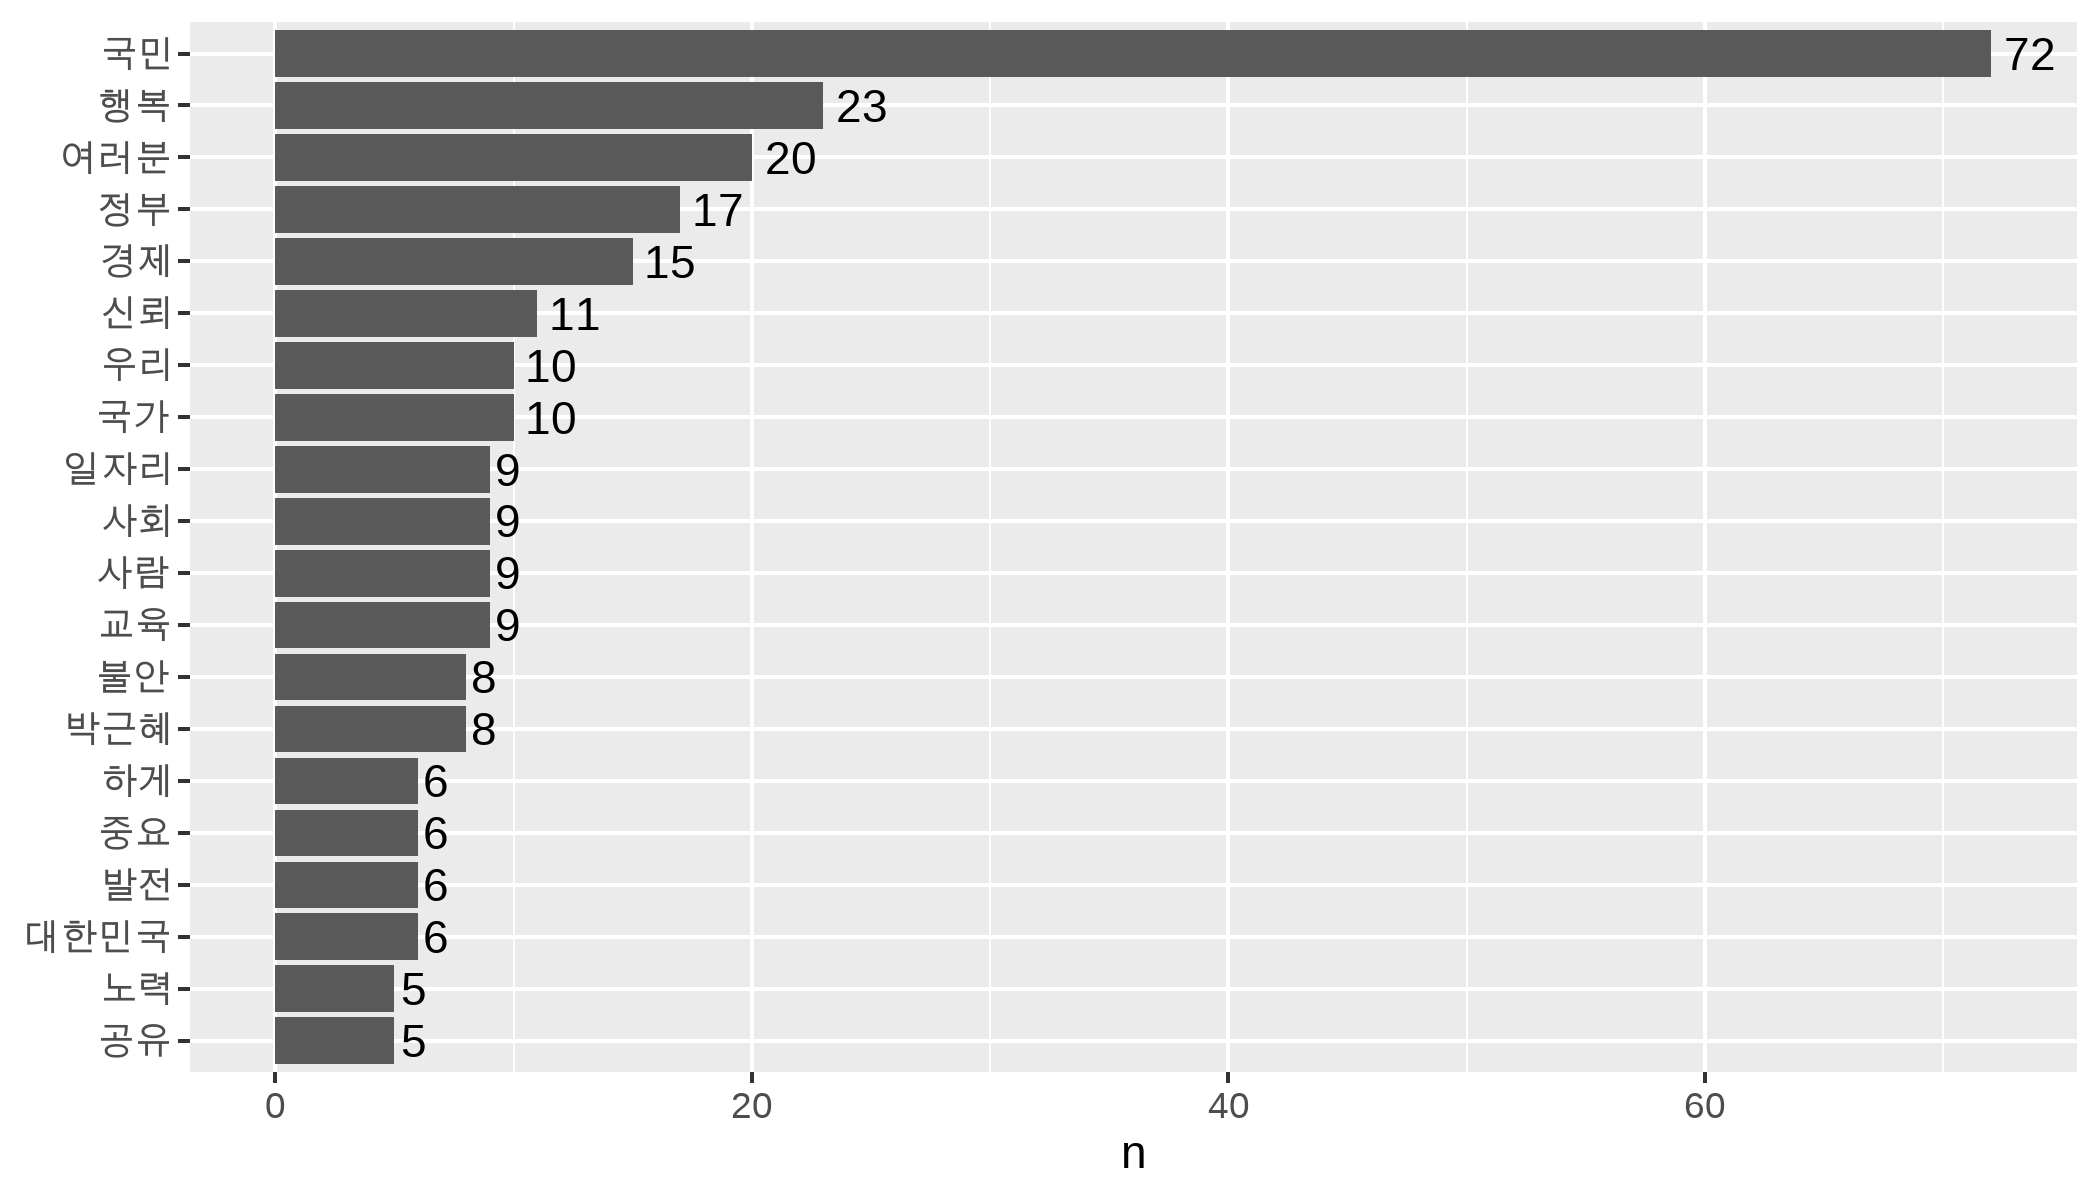 국민 72
행복 23
여러분 20
정부 17
경제 15
신뢰 11
우리 10
국가 10
일자리 9
사회 9
사람 9
교육 9
불안 8
박근혜 8
하게 6
중요 6
발전 6
대한민국 6
노력 5
공유 5
0 20 40 60
n